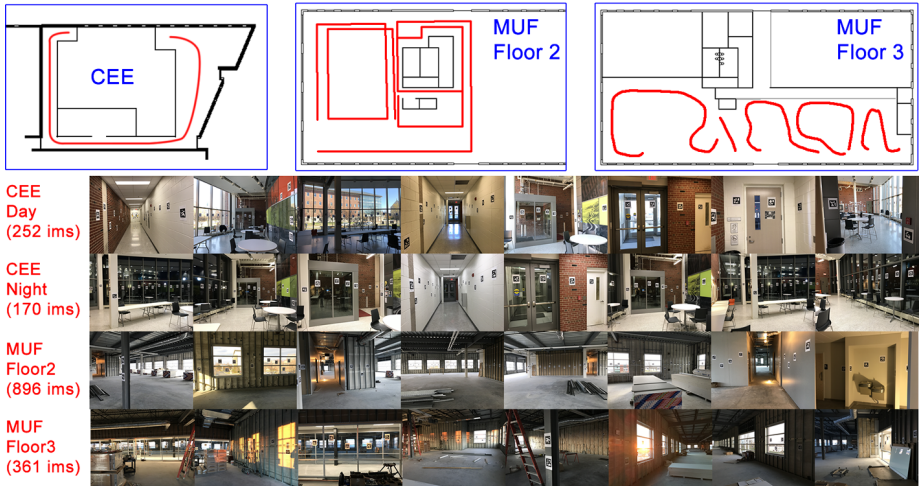 CEE
MUF
Floor 2
MUF
Floor 3
CEE
Day
(252 ims)
CEE
Night
(170 ims)
MUF
Floor2
(896 ims)
MUF
Floor3
(361 ims)